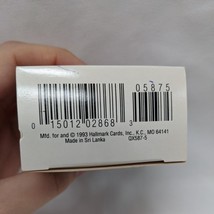 05875
0 15012 02868 3
Mfd. for and © 1993 Hallmark Cards, Inc., K.C., MO 64141
Made in Sri Lanka QX587-5